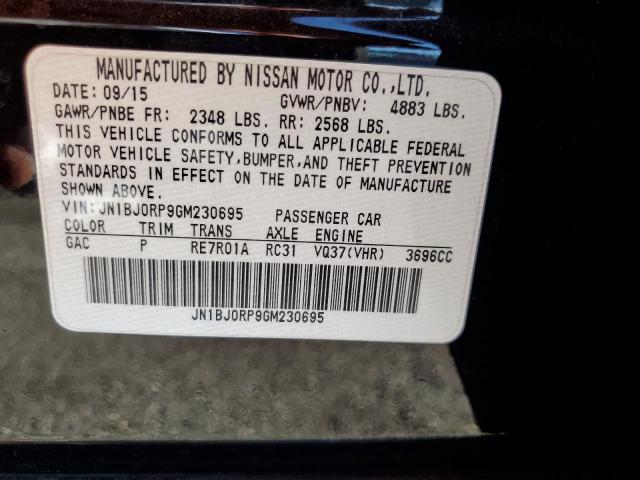 MANUFACTURED BY NISSAN MOTOR CO.,LTD.
DATE: 09/15 GVWR/PNBV: 4883 LBS.
GAWR/PNBE FR: 2348 LBS. RR: 2568 LBS.
THIS VEHICLE CONFORMS TO ALL APPLICABLE FEDERAL
MOTOR VEHICLE SAFETY,BUMPER,AND THEFT PREVENTION
STANDARDS IN EFFECT ON THE DATE OF MANUFACTURE
SHOWN ABOVE.
VIN:JN1BJ0RP9GM230695 PASSENGER CAR
COLOR TRIM TRANS AXLE ENGINE
GAC P RE7R01A RC31 VQ37(VHR) 3696CC
JN1BJ0RP9GM230695